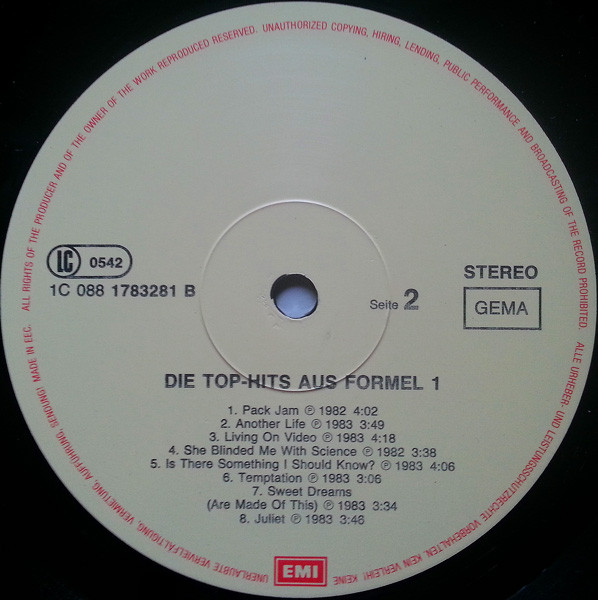 ALL RIGHTS OF THE PRODUCER AND OF THE OWNER OF THE WORK REPRODUCED RESERVED. UNAUTHORIZED COPYING, HIRING, LENDING, PUBLIC PERFORMANCE AND BROADCASTING OF THE RECORD PROHIBITED.
ALLE URHEBER- UND LEISTUNGSSCHUTZRECHTE VORBEHALTEN. KEIN VERLEIH! KEINE UNERLAUBTE VERVIELFÄLTIGUNG, VERMIETUNG, AUFFÜHRUNG, SENDUNG! MADE IN EEC.
LC 0542
1C 088 1783281 B
Seite 2
STEREO
GEMA
DIE TOP-HITS AUS FORMEL 1
1. Pack Jam ℗ 1982 4:02
2. Another Life ℗ 1983 3:49
3. Living On Video ℗ 1983 4:18
4. She Blinded Me With Science ℗ 1982 3:38
5. Is There Something I Should Know? ℗ 1983 4:06
6. Temptation ℗ 1983 3:06
7. Sweet Dreams
(Are Made Of This) ℗ 1983 3:34
8. Juliet ℗ 1983 3:46
EMI